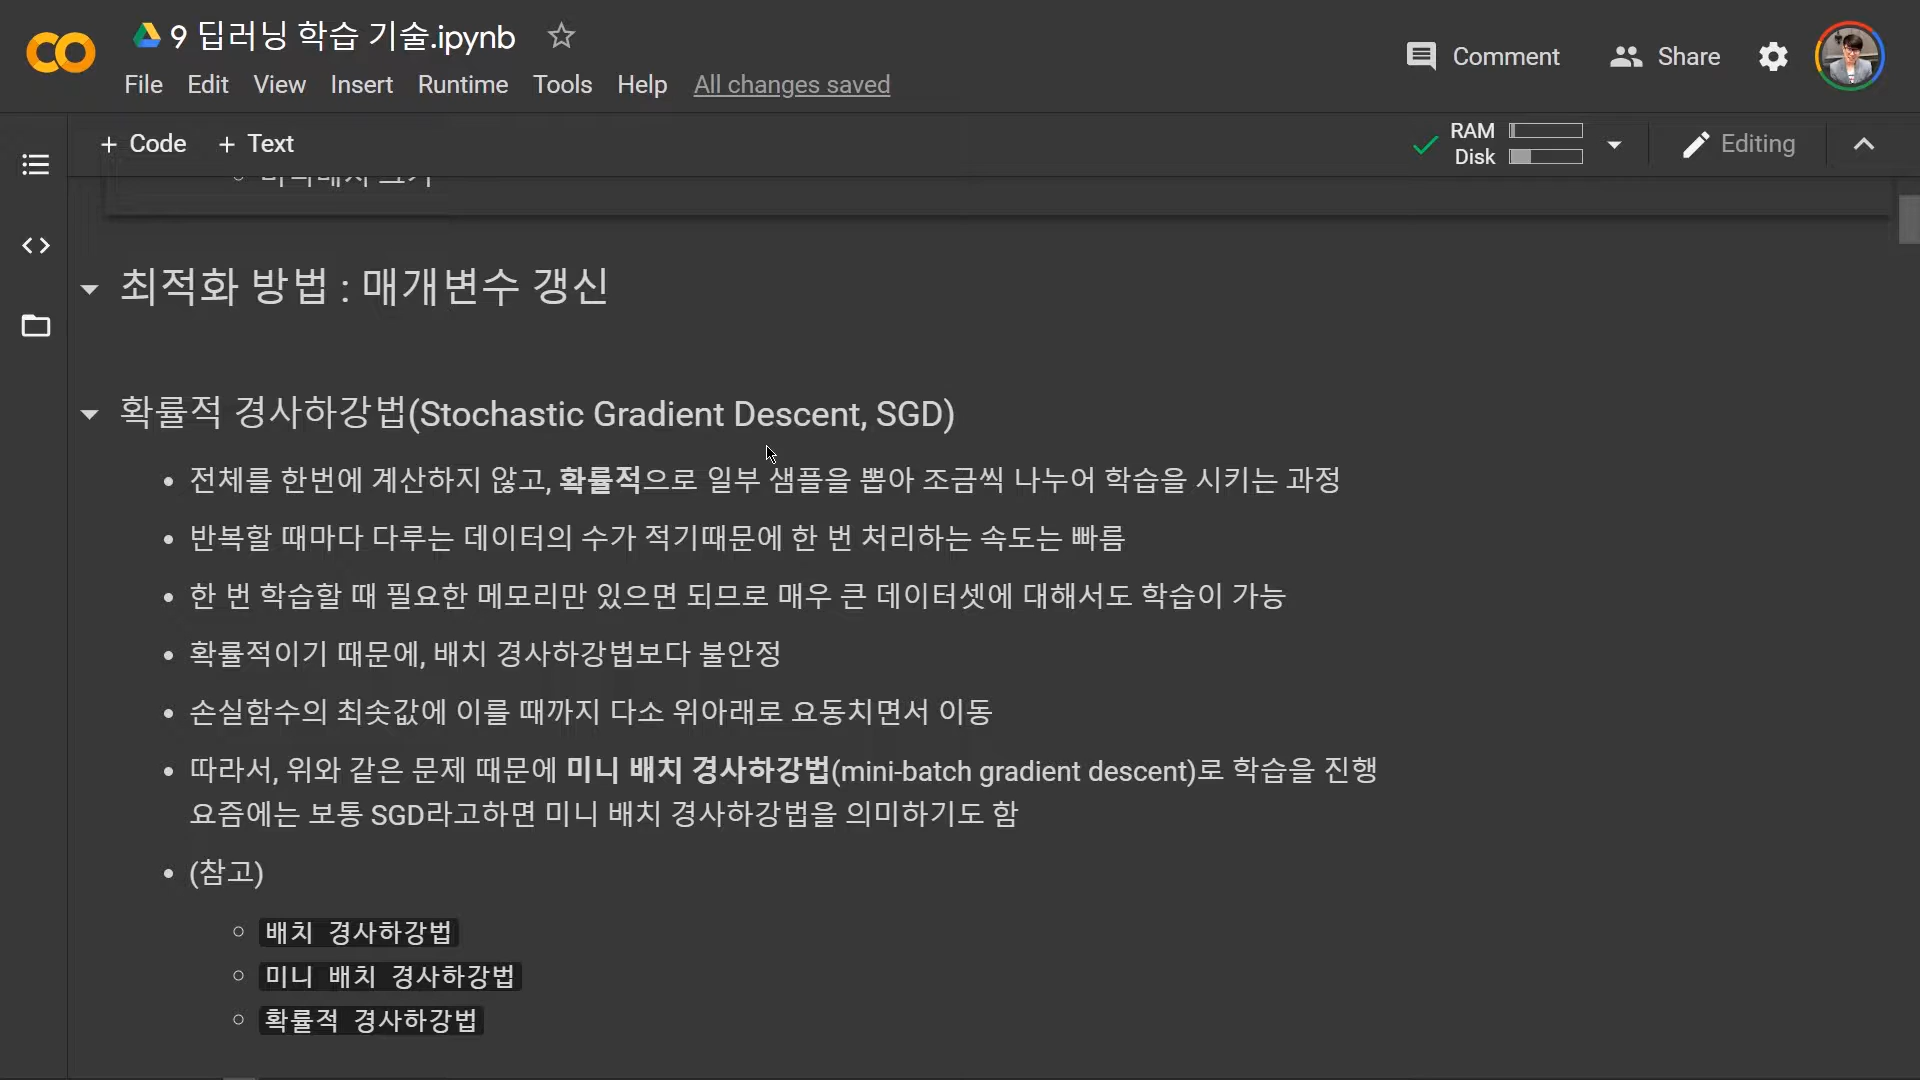 9 딥러닝 학습 기술.ipynb
File Edit View Insert Runtime Tools Help All changes saved
Comment Share
+ Code + Text
RAM
Disk
Editing
최적화 방법 : 매개변수 갱신
확률적 경사하강법(Stochastic Gradient Descent, SGD)
전체를 한번에 계산하지 않고, 확률적으로 일부 샘플을 뽑아 조금씩 나누어 학습을 시키는 과정
반복할 때마다 다루는 데이터의 수가 적기때문에 한 번 처리하는 속도는 빠름
한 번 학습할 때 필요한 메모리만 있으면 되므로 매우 큰 데이터셋에 대해서도 학습이 가능
확률적이기 때문에, 배치 경사하강법보다 불안정
손실함수의 최솟값에 이를 때까지 다소 위아래로 요동치면서 이동
따라서, 위와 같은 문제 때문에 미니 배치 경사하강법(mini-batch gradient descent)로 학습을 진행
요즘에는 보통 SGD라고하면 미니 배치 경사하강법을 의미하기도 함
(참고)
배치 경사하강법
미니 배치 경사하강법
확률적 경사하강법